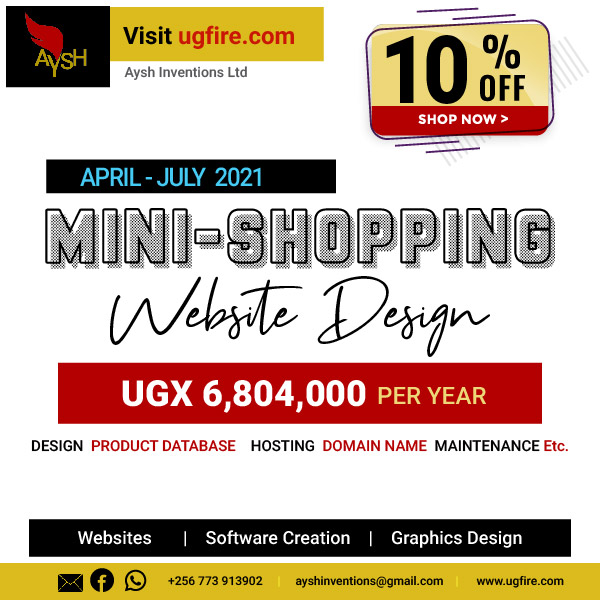 AYSH
Visit ugfire.com
Aysh Inventions Ltd
10% OFF
SHOP NOW >
APRIL - JULY 2021
MINI-SHOPPING
Website Design
UGX 6,804,000 PER YEAR
DESIGN PRODUCT DATABASE HOSTING DOMAIN NAME MAINTENANCE Etc.
Websites | Software Creation | Graphics Design
+256 773 913902 | ayshinventions@gmail.com | www.ugfire.com